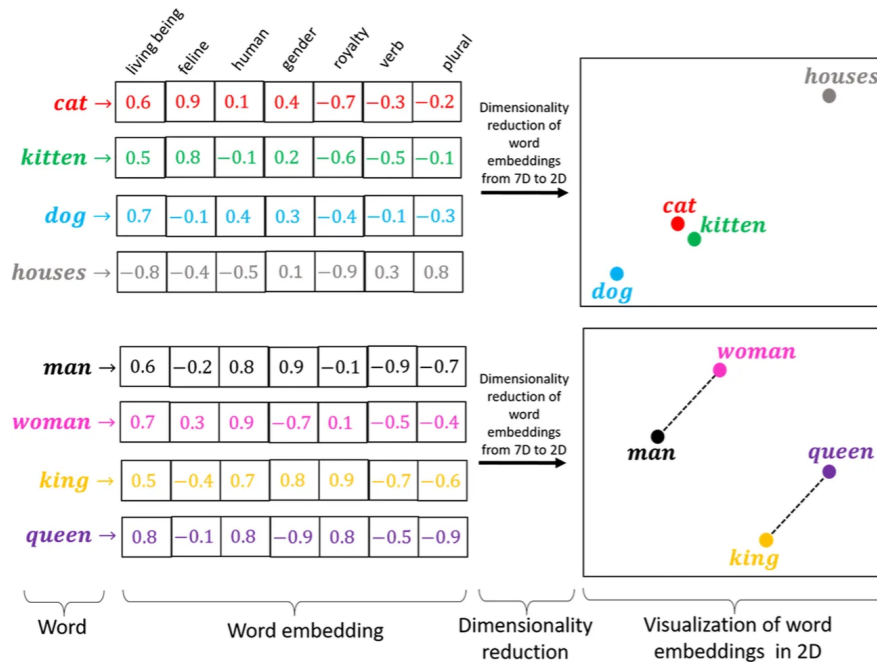 living being feline human gender royalty verb plural
cat → 0.6 0.9 0.1 0.4 −0.7 −0.3 −0.2
kitten → 0.5 0.8 −0.1 0.2 −0.6 −0.5 −0.1
dog → 0.7 −0.1 0.4 0.3 −0.4 −0.1 −0.3
houses → −0.8 −0.4 −0.5 0.1 −0.9 0.3 0.8
Dimensionality
reduction of
word
embeddings
from 7D to 2D
houses
cat
kitten
dog
man → 0.6 −0.2 0.8 0.9 −0.1 −0.9 −0.7
woman → 0.7 0.3 0.9 −0.7 0.1 −0.5 −0.4
king → 0.5 −0.4 0.7 0.8 0.9 −0.7 −0.6
queen → 0.8 −0.1 0.8 −0.9 0.8 −0.5 −0.9
Dimensionality
reduction of
word
embeddings
from 7D to 2D
woman
man
queen
king
Word
Word embedding
Dimensionality
reduction
Visualization of word
embeddings in 2D